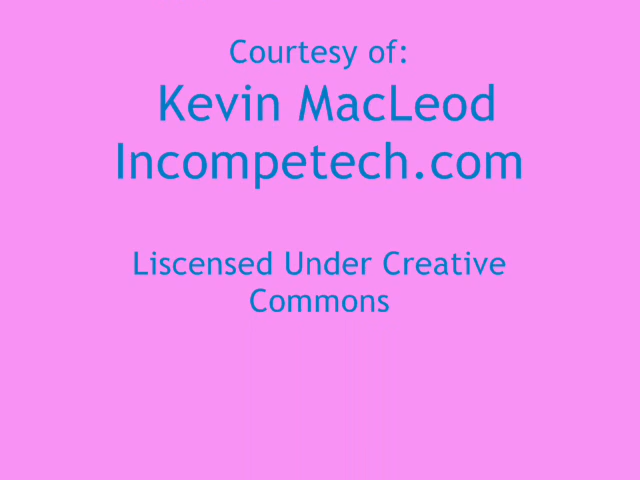 Courtesy of:
Kevin MacLeod
Incompetech.com
Liscensed Under Creative
Commons